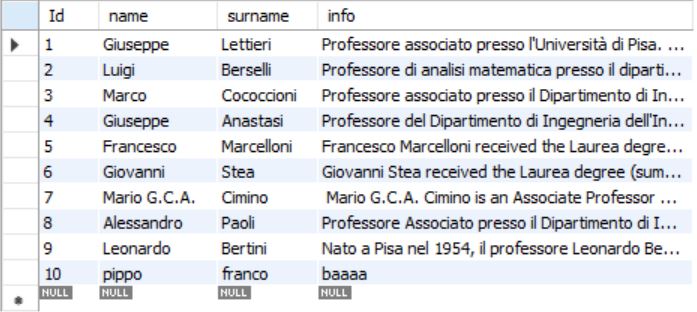 Id name surname info
1 Giuseppe Lettieri Professore associato presso l'Università di Pisa. ...
2 Luigi Berselli Professore di analisi matematica presso il diparti...
3 Marco Cococcioni Professore associato presso il Dipartimento di In...
4 Giuseppe Anastasi Professore del Dipartimento di Ingegneria dell'In...
5 Francesco Marcelloni Francesco Marcelloni received the Laurea degre...
6 Giovanni Stea Giovanni Stea received the Laurea degree (sum...
7 Mario G.C.A. Cimino Mario G.C.A. Cimino is an Associate Professor ...
8 Alessandro Paoli Professore Associato presso il Dipartimento di I...
9 Leonardo Bertini Nato a Pisa nel 1954, il professore Leonardo Be...
10 pippo franco baaaa
NULL NULL NULL NULL